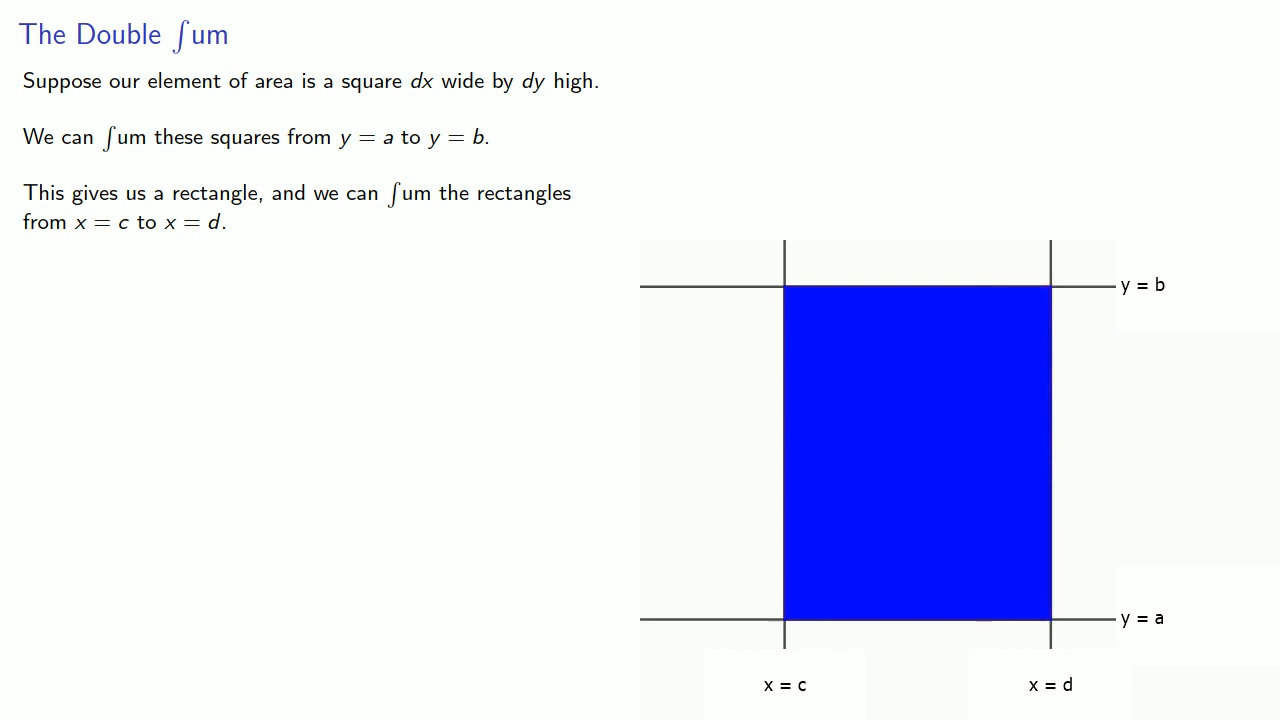 The Double ∫um
Suppose our element of area is a square dx wide by dy high.
We can ∫um these squares from y = a to y = b.
This gives us a rectangle, and we can ∫um the rectangles
from x = c to x = d.
y = b
y = a
x = c
x = d